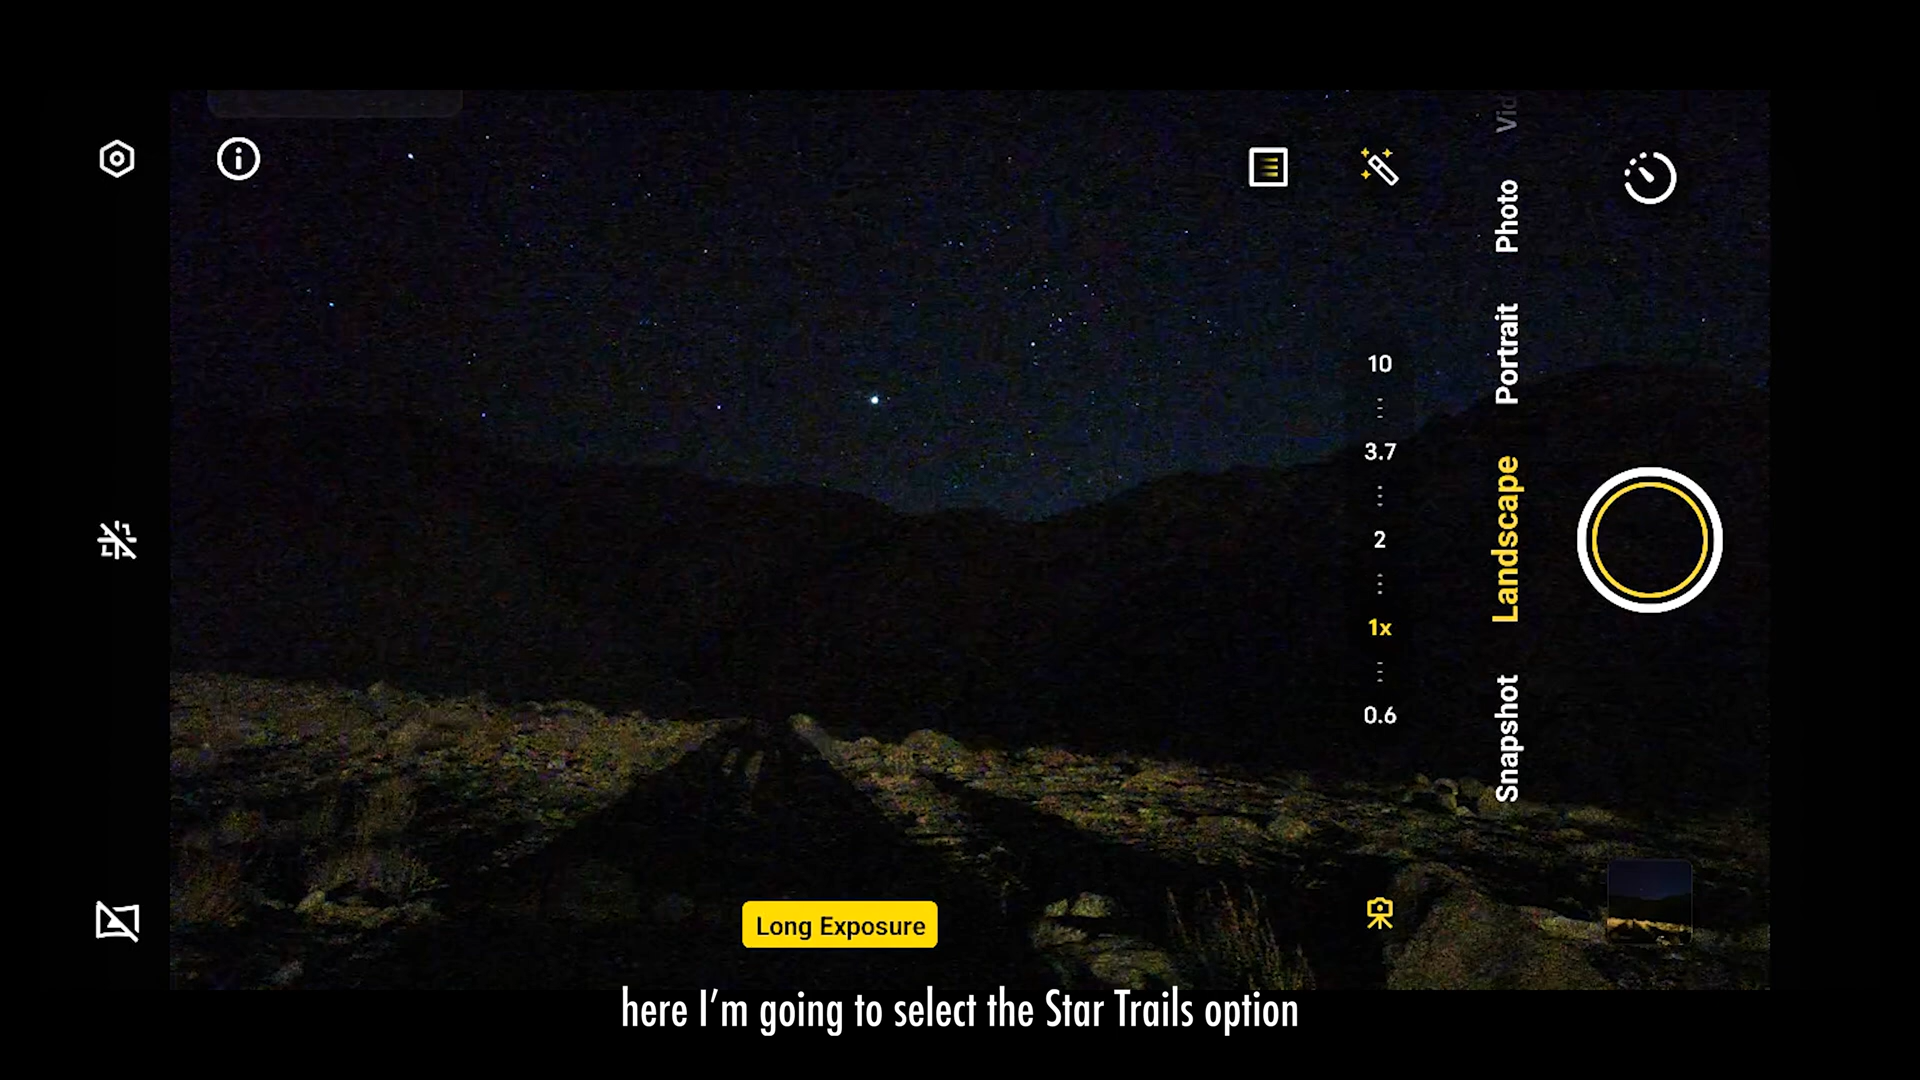 Vid
Photo
Portrait
Landscape
Snapshot
10
3.7
2
1x
0.6
Long Exposure
here I'm going to select the Star Trails option